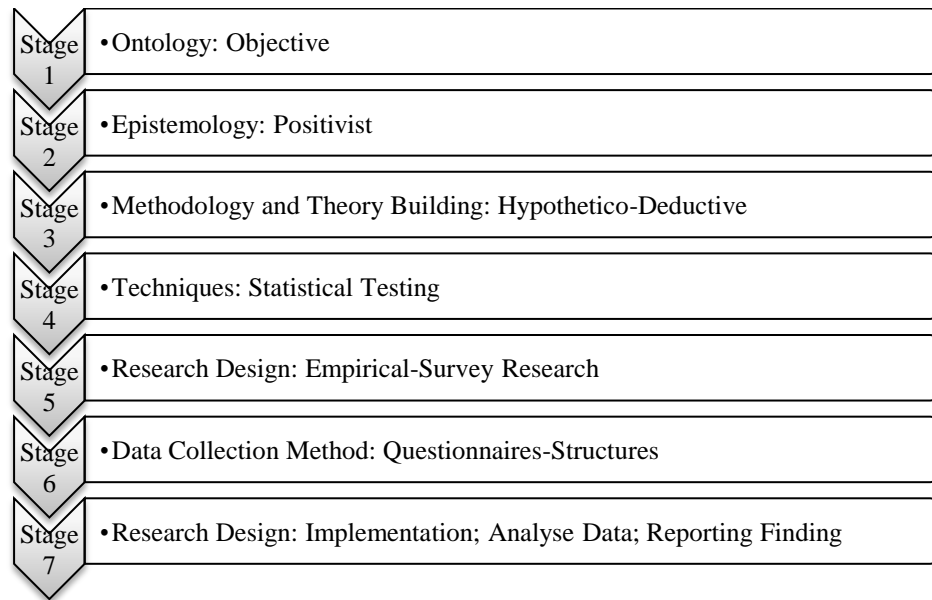 Stage 1
•Ontology: Objective
Stage 2
•Epistemology: Positivist
Stage 3
•Methodology and Theory Building: Hypothetico-Deductive
Stage 4
•Techniques: Statistical Testing
Stage 5
•Research Design: Empirical-Survey Research
Stage 6
•Data Collection Method: Questionnaires-Structures
Stage 7
•Research Design: Implementation; Analyse Data; Reporting Finding